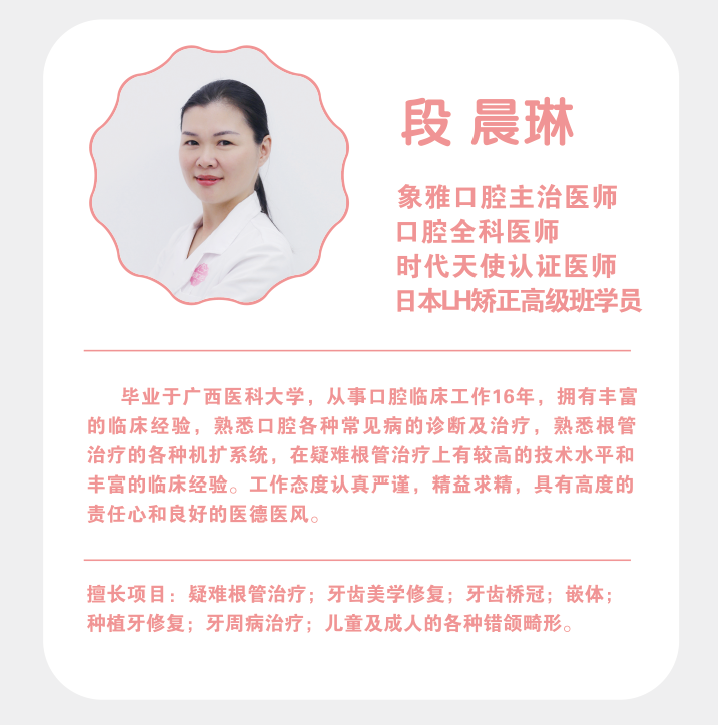 段 晨琳
象雅口腔主治医师
口腔全科医师
时代天使认证医师
日本LH矫正高级班学员
毕业于广西医科大学，从事口腔临床工作16年，拥有丰富
的临床经验，熟悉口腔各种常见病的诊断及治疗，熟悉根管
治疗的各种机扩系统，在疑难根管治疗上有较高的技术水平和
丰富的临床经验。工作态度认真严谨，精益求精，具有高度的
责任心和良好的医德医风。
擅长项目：疑难根管治疗；牙齿美学修复；牙齿桥冠；嵌体；
种植牙修复；牙周病治疗；儿童及成人的各种错颌畸形。